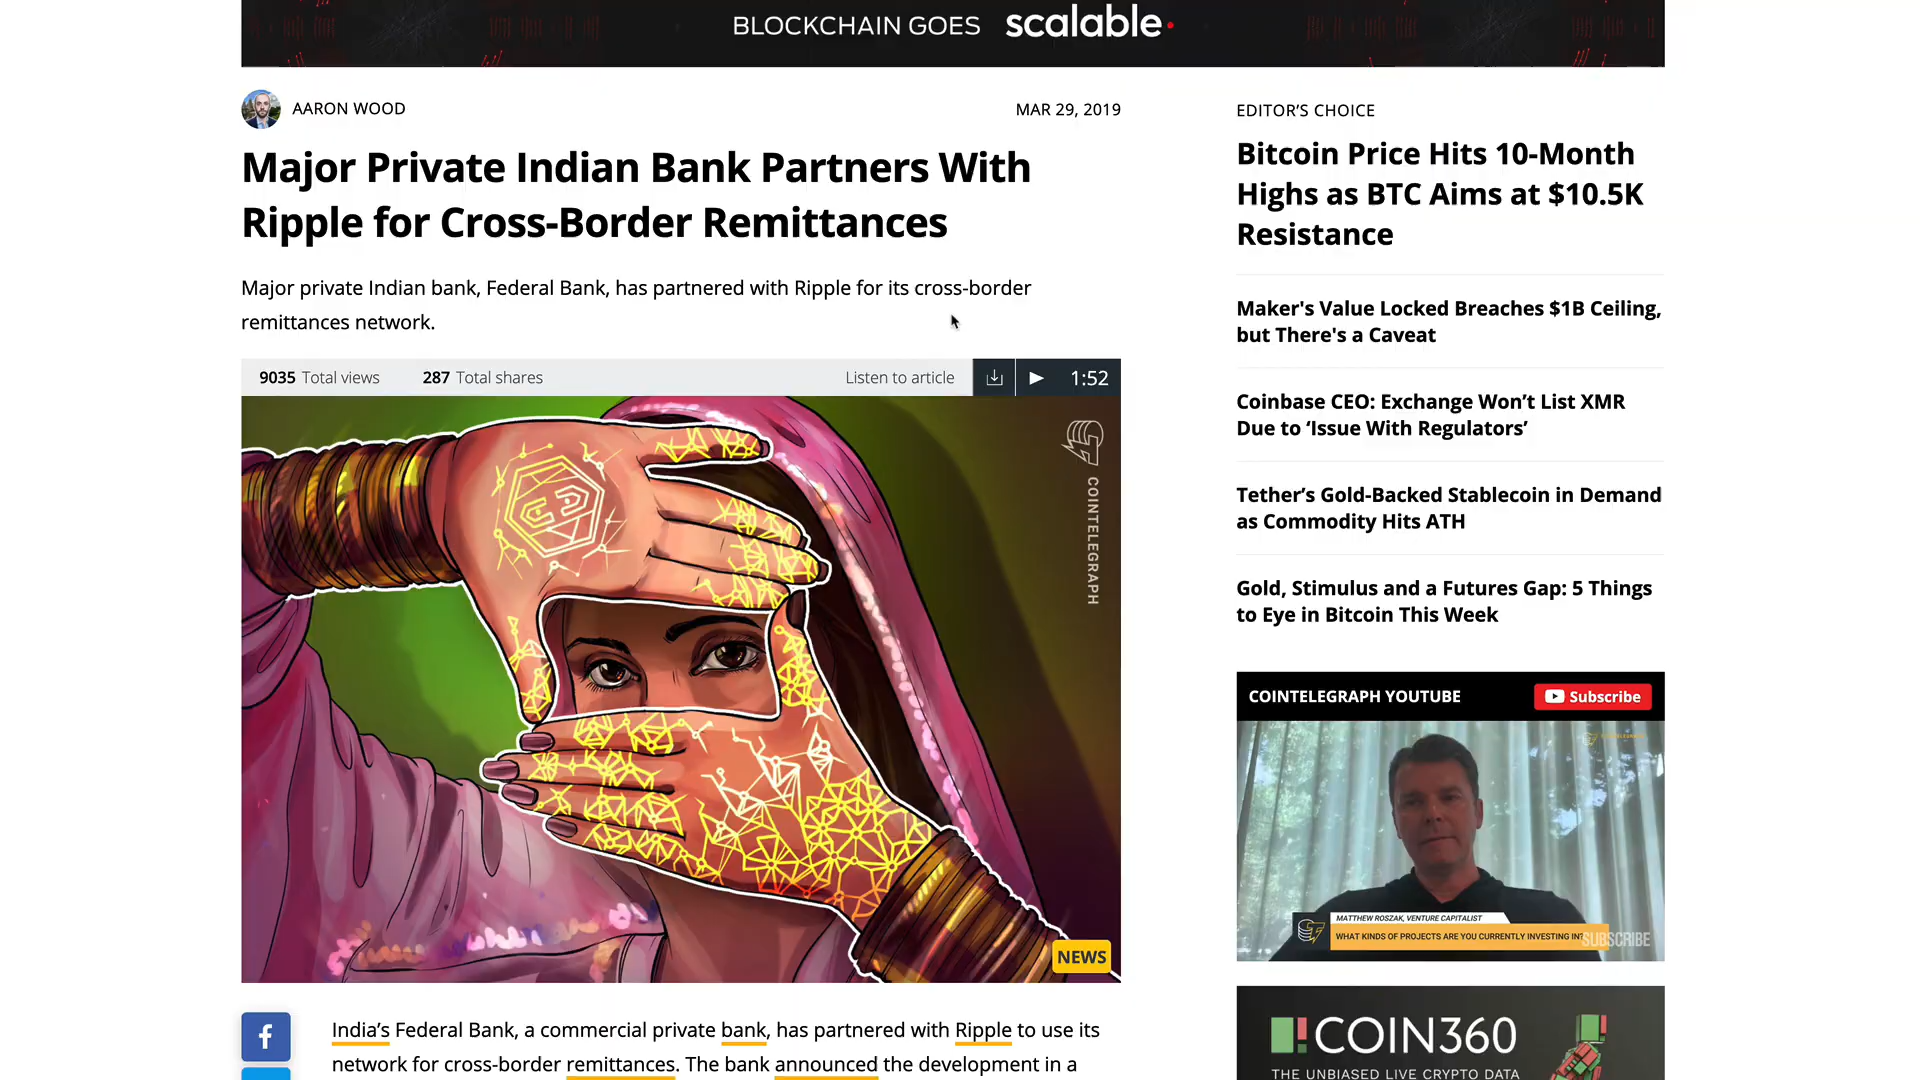 BLOCKCHAIN GOES scalable
AARON WOOD
MAR 29, 2019
Major Private Indian Bank Partners With
Ripple for Cross-Border Remittances
Major private Indian bank, Federal Bank, has partnered with Ripple for its cross-border
remittances network.
9035 Total views
287 Total shares
Listen to article
1:52
COINTELEGRAPH
NEWS
India’s Federal Bank, a commercial private bank, has partnered with Ripple to use its
network for cross-border remittances. The bank announced the development in a
EDITOR’S CHOICE
Bitcoin Price Hits 10-Month
Highs as BTC Aims at $10.5K
Resistance
Maker's Value Locked Breaches $1B Ceiling,
but There's a Caveat
Coinbase CEO: Exchange Won’t List XMR
Due to ‘Issue With Regulators’
Tether’s Gold-Backed Stablecoin in Demand
as Commodity Hits ATH
Gold, Stimulus and a Futures Gap: 5 Things
to Eye in Bitcoin This Week
COINTELEGRAPH YOUTUBE
Subscribe
MATTHEW ROSZAK, VENTURE CAPITALIST
WHAT KINDS OF PROJECTS ARE YOU CURRENTLY INVESTING
SUBSCRIBE
COIN360
THE UNBIASED LIVE CRYPTO DATA